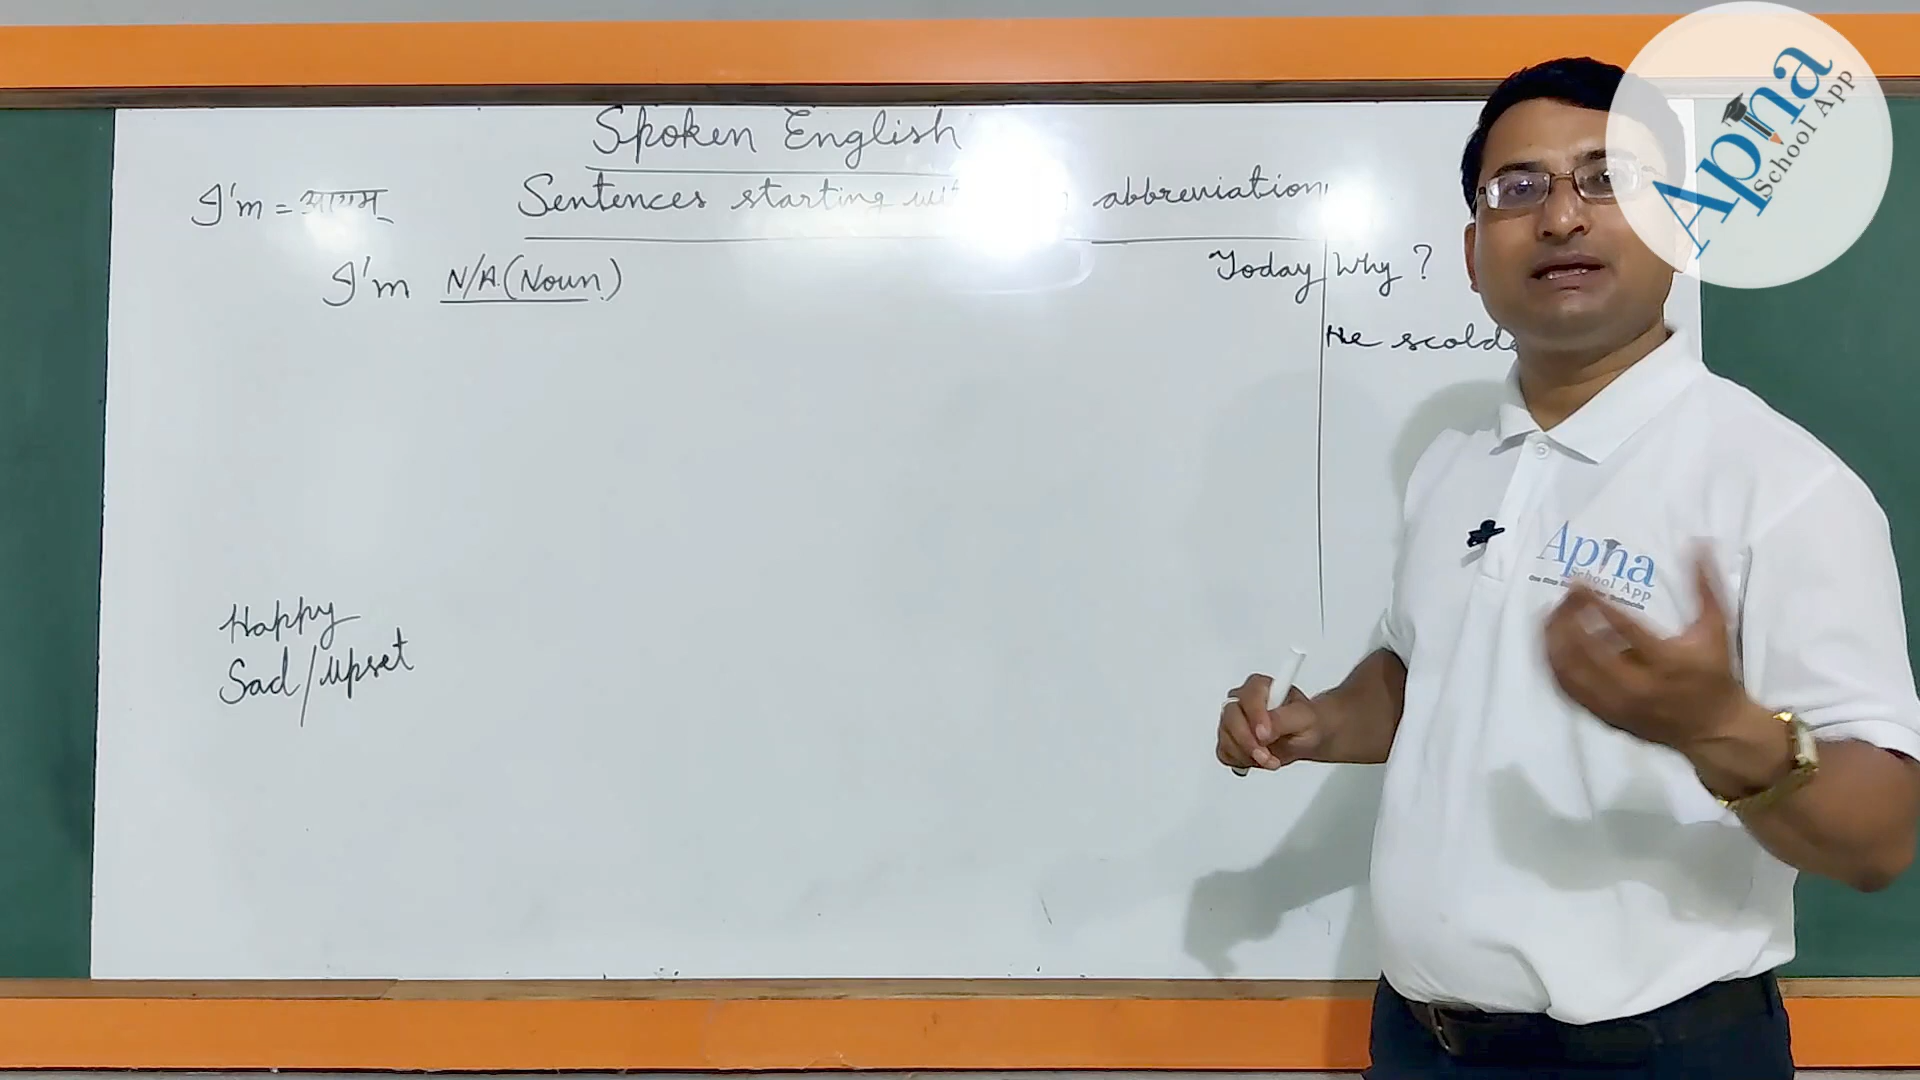 Spoken English
I'm = आयम्
Sentences starting abbreviation
I'm N/A (Noun)
Today Why ?
He
Happy
Sad / Upset
Apna
School App
Apna
School App